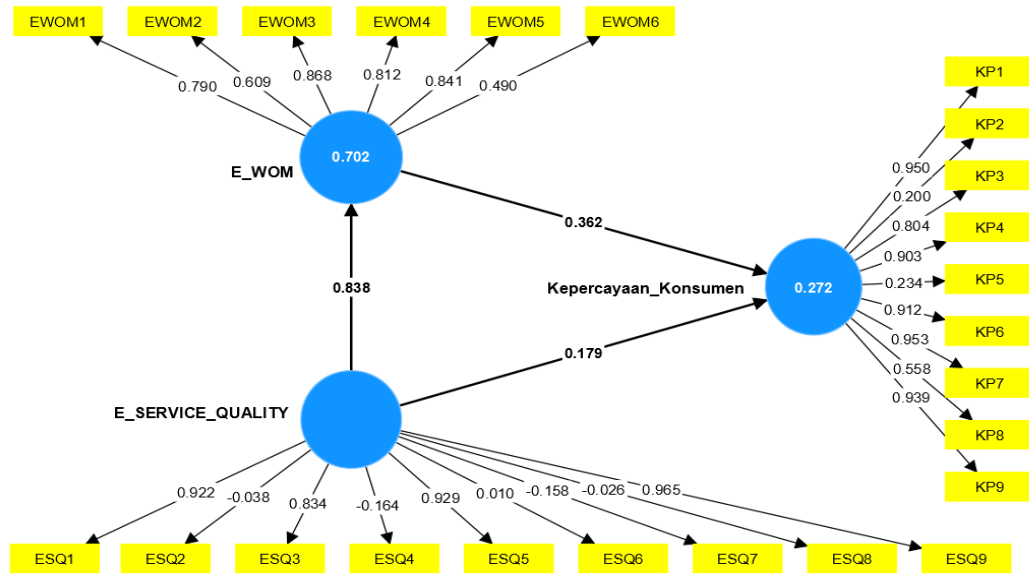 EWOM1 EWOM2 EWOM3 EWOM4 EWOM5 EWOM6
0.790 0.609 0.868 0.812 0.841 0.490
0.702
E_WOM
KP1
KP2
KP3
KP4
KP5
KP6
KP7
KP8
KP9
0.950
0.200
0.804
0.903
0.234
0.912
0.953
0.558
0.939
0.362
0.838
Kepercayaan_Konsumen
0.272
0.179
E_SERVICE_QUALITY
0.922 -0.038 0.834 -0.164 0.929 0.010 -0.158 -0.026 0.965
ESQ1 ESQ2 ESQ3 ESQ4 ESQ5 ESQ6 ESQ7 ESQ8 ESQ9